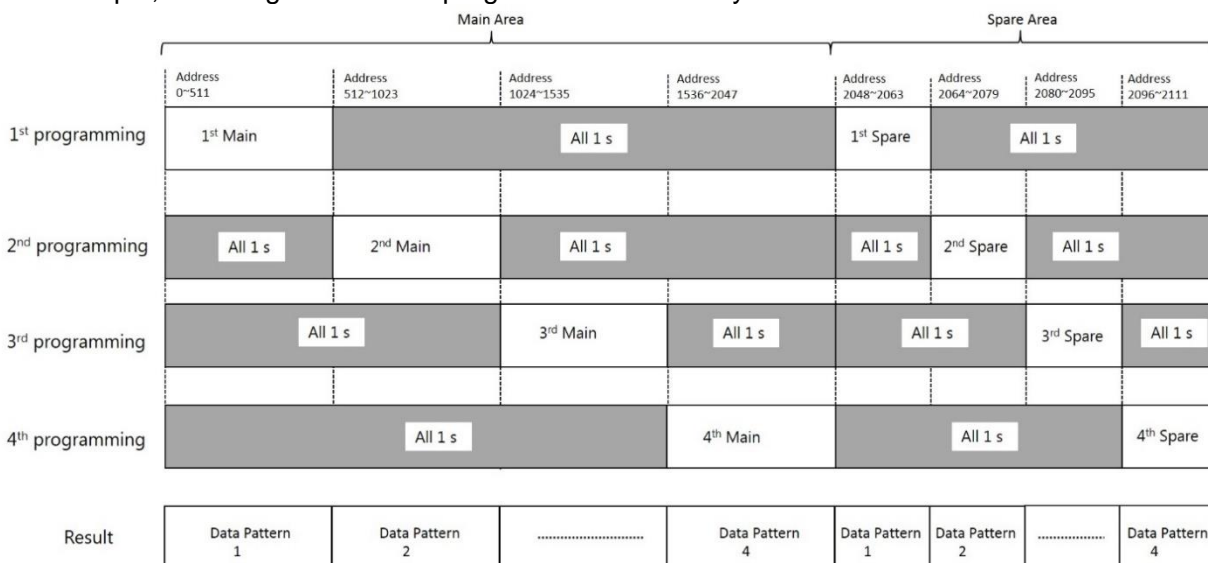 Main Area Spare Area
Address Address Address Address Address Address Address Address
0~511 512~1023 1024~1535 1536~2047 2048~2063 2064~2079 2080~2095 2096~2111
1st programming 1st Main All 1 s 1st Spare All 1 s
2nd programming All 1 s 2nd Main All 1 s All 1 s 2nd Spare All 1 s
3rd programming All 1 s 3rd Main All 1 s All 1 s 3rd Spare All 1 s
4th programming All 1 s 4th Main All 1 s 4th Spare
Result Data Pattern Data Pattern ........................ Data Pattern Data Pattern Data Pattern ............... Data Pattern
1 2 4 1 2 4